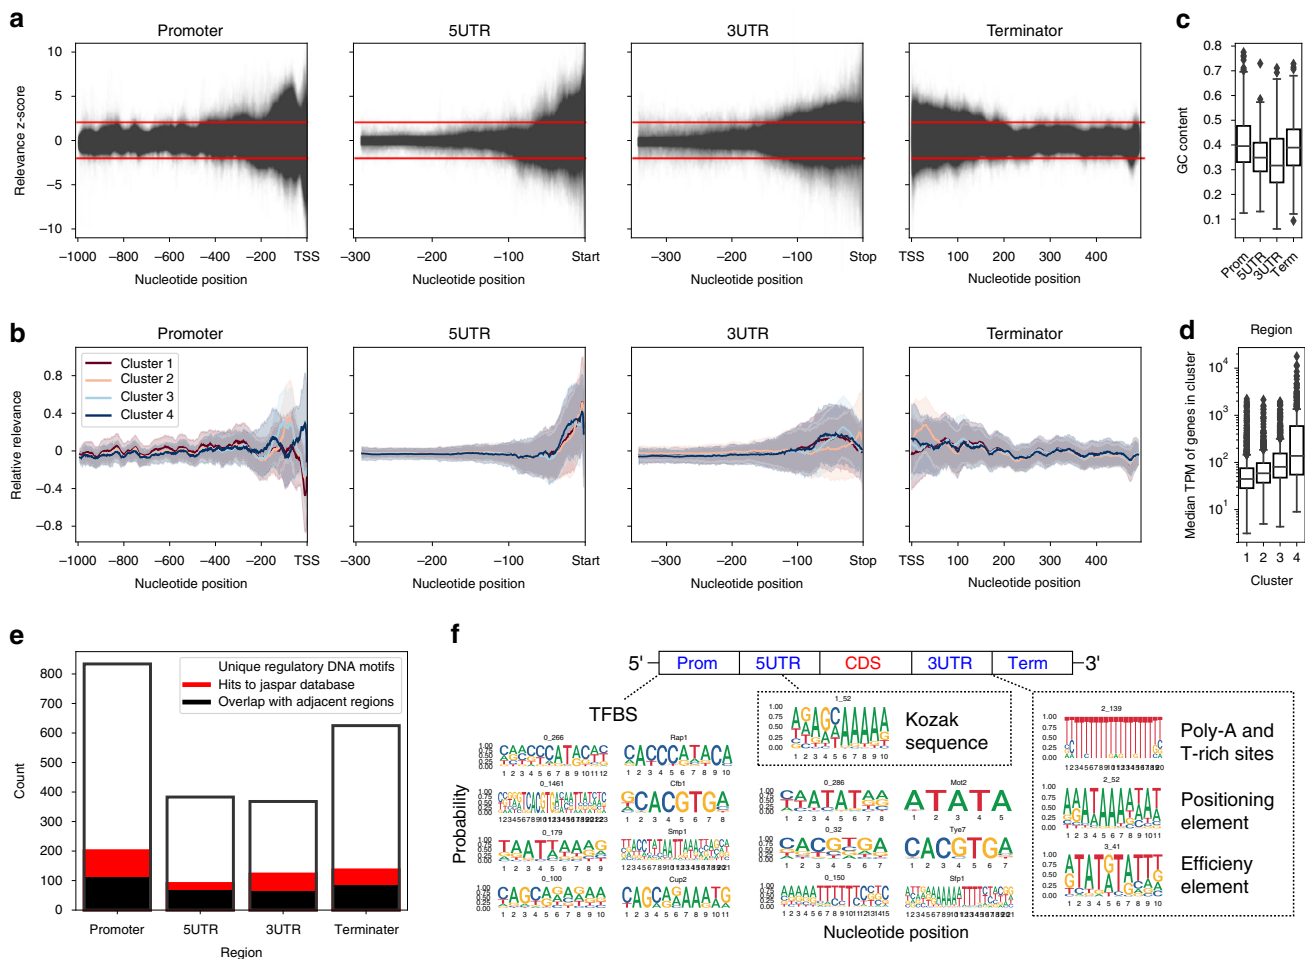 a
Promoter
5UTR
3UTR
Terminator
Relevance z-score
10
5
0
−5
−10
−1000 −800 −600 −400 −200 TSS
−300 −200 −100 Start
−300 −200 −100 Stop
TSS 100 200 300 400
Nucleotide position
Nucleotide position
Nucleotide position
Nucleotide position
c
GC content
0.8
0.7
0.6
0.5
0.4
0.3
0.2
0.1
Prom
5UTR
3UTR
Term
Region
b
Promoter
5UTR
3UTR
Terminator
Cluster 1
Cluster 2
Cluster 3
Cluster 4
Relative relevance
0.8
0.4
0
−0.4
−0.8
−1000 −800 −600 −400 −200 TSS
−300 −200 −100 Start
−300 −200 −100 Stop
TSS 100 200 300 400
Nucleotide position
Nucleotide position
Nucleotide position
Nucleotide position
d
Median TPM of genes in cluster
10⁴
10³
10²
10¹
1 2 3 4
Cluster
e
Count
800
700
600
500
400
300
200
100
0
Unique regulatory DNA motifs
Hits to jaspar database
Overlap with adjacent regions
Promoter
5UTR
3UTR
Terminater
Region
f
5' Prom 5UTR CDS 3UTR Term 3'
TFBS
1_52
Kozak
sequence
2_139
Poly-A and
T-rich sites
2_52
Positioning
element
3_41
Efficieny
element
Probability
0_266
Rap1
0_1461
Cfb1
0_179
Smp1
0_100
Cup2
0_286
Mot2
0_32
Tye7
0_150
Sfp1
CACCCATACA
GCACGTGA
ATATA
CACGTGA
Nucleotide position